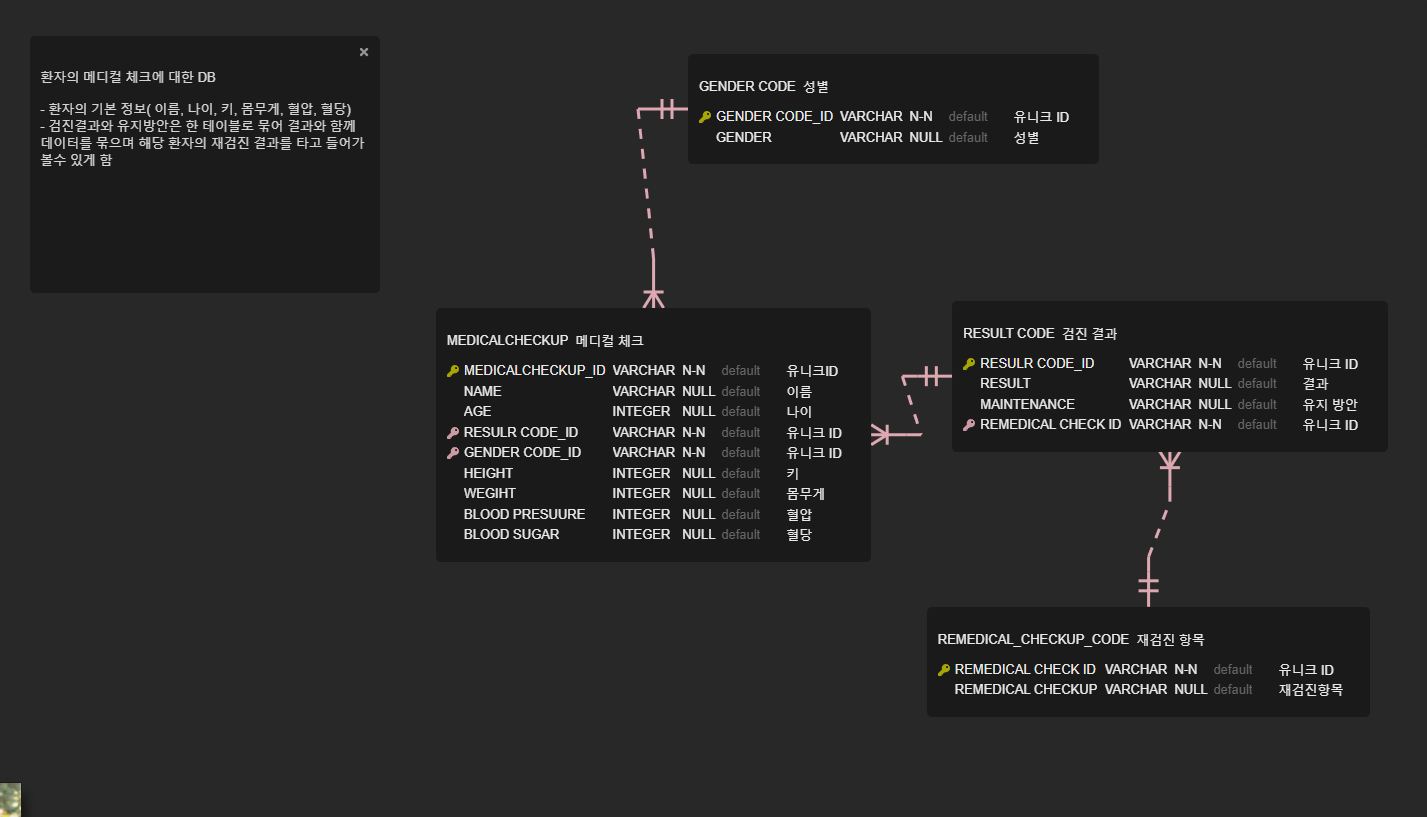 환자의 메디컬 체크에 대한 DB
- 환자의 기본 정보( 이름, 나이, 키, 몸무게, 혈압, 혈당)
- 검진결과와 유지방안은 한 테이블로 묶어 결과와 함께
데이터를 묶으며 해당 환자의 재검진 결과를 타고 들어가
볼수 있게 함
GENDER CODE 성별
GENDER CODE_ID VARCHAR N-N default 유니크 ID
GENDER VARCHAR NULL default 성별
MEDICALCHECKUP 메디컬 체크
MEDICALCHECKUP_ID VARCHAR N-N default 유니크ID
NAME VARCHAR NULL default 이름
AGE INTEGER NULL default 나이
RESULR CODE_ID VARCHAR N-N default 유니크 ID
GENDER CODE_ID VARCHAR N-N default 유니크 ID
HEIGHT INTEGER NULL default 키
WEGIHT INTEGER NULL default 몸무게
BLOOD PRESUURE INTEGER NULL default 혈압
BLOOD SUGAR INTEGER NULL default 혈당
RESULT CODE 검진 결과
RESULR CODE_ID VARCHAR N-N default 유니크 ID
RESULT VARCHAR NULL default 결과
MAINTENANCE VARCHAR NULL default 유지 방안
REMEDICAL CHECK ID VARCHAR N-N default 유니크 ID
REMEDICAL_CHECKUP_CODE 재검진 항목
REMEDICAL CHECK ID VARCHAR N-N default 유니크 ID
REMEDICAL CHECKUP VARCHAR NULL default 재검진항목